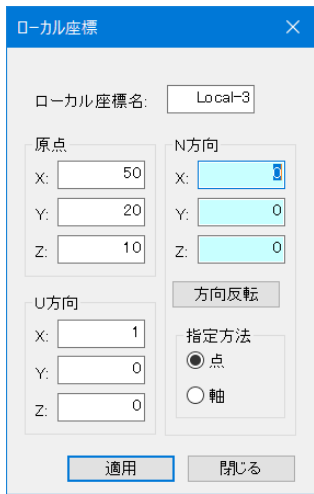 ローカル座標
ローカル座標名: Local-3
原点
X: 50
Y: 20
Z: 10
N方向
X: 0
Y: 0
Z: 0
方向反転
U方向
X: 1
Y: 0
Z: 0
指定方法
点
軸
適用
閉じる